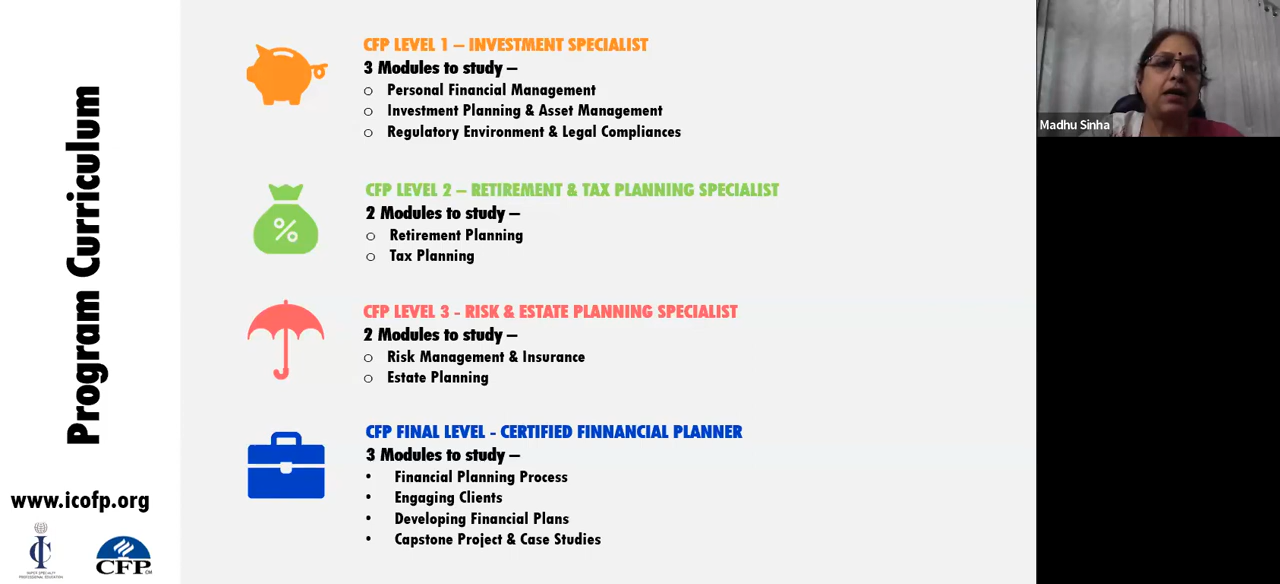 Program Curriculum
www.icofp.org
CFP
CFP LEVEL 1 – INVESTMENT SPECIALIST
3 Modules to study –
o Personal Financial Management
o Investment Planning & Asset Management
o Regulatory Environment & Legal Compliances
%
CFP LEVEL 2 – RETIREMENT & TAX PLANNING SPECIALIST
2 Modules to study –
o Retirement Planning
o Tax Planning
CFP LEVEL 3 - RISK & ESTATE PLANNING SPECIALIST
2 Modules to study –
o Risk Management & Insurance
o Estate Planning
CFP FINAL LEVEL - CERTIFIED FINNANCIAL PLANNER
3 Modules to study –
• Financial Planning Process
• Engaging Clients
• Developing Financial Plans
• Capstone Project & Case Studies
Madhu Sinha